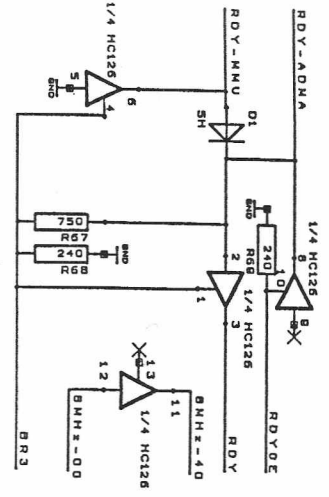 1/4 HC126
5
GND
4
6
RDY-MMU
RDY-ADMA
D1
SH
GND
750
R67
240
R68
GND
2
1
3
1/4 HC126
240
R69
10
8
9
1/4 HC126
13
12
11
1/4 HC126
8MHz-00
8MHz-40
RDY
RDYOE
BR3